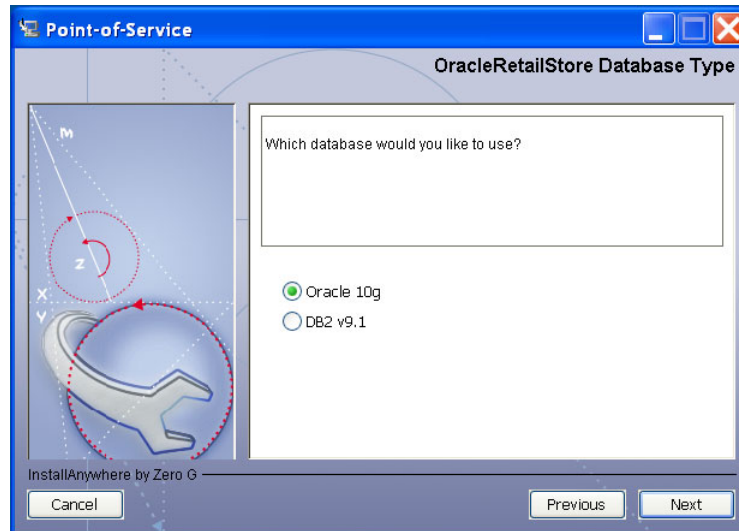 Point-of-Service
OracleRetailStore Database Type
M
Z
X
Y
Which database would you like to use?
Oracle 10g
DB2 v9.1
InstallAnywhere by Zero G
Cancel
Previous
Next